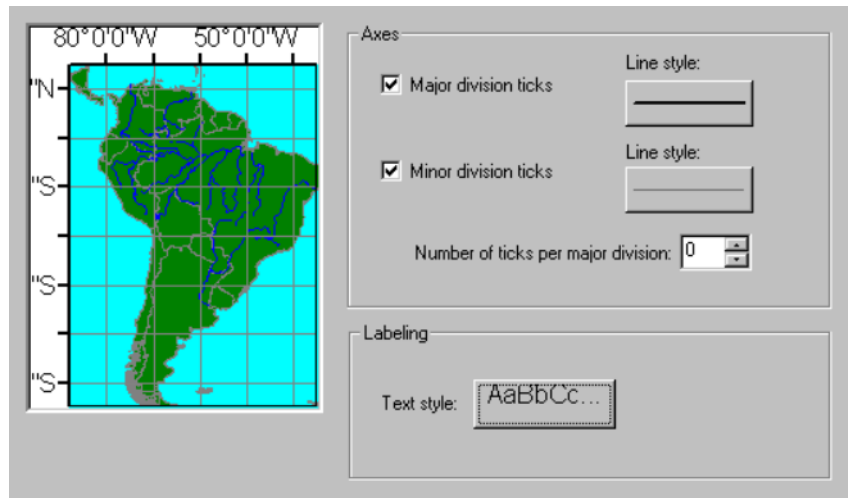 80°0'0"W 50°0'0"W
"N
"S
"S
"S
Axes
Major division ticks
Line style:
Minor division ticks
Line style:
Number of ticks per major division: 0
Labeling
Text style: AaBbCc...